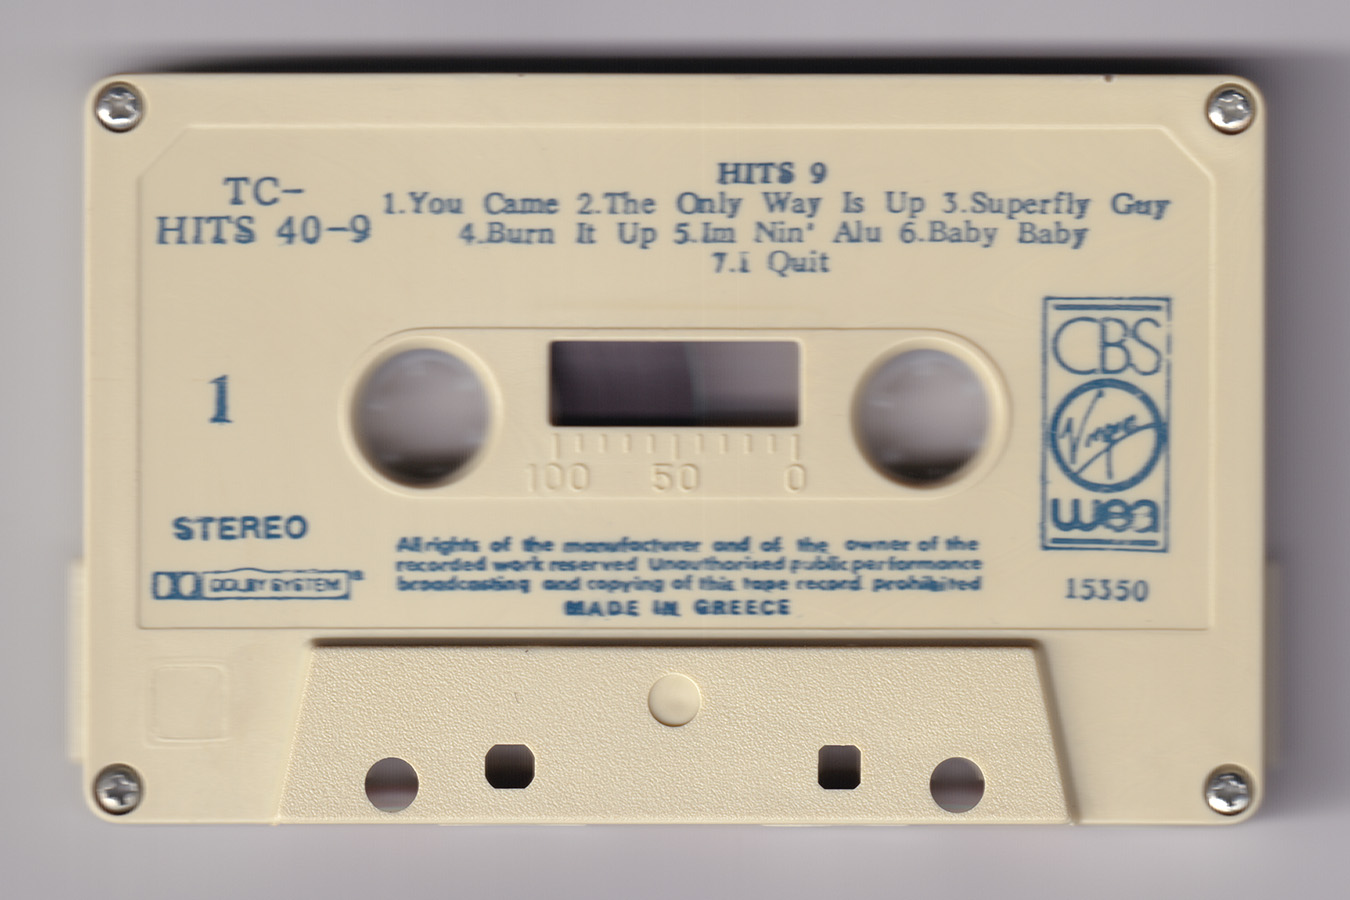 HITS 9
TC-
HITS 40-9
1.You Came 2.The Only Way Is Up 3.Superfly Guy
4.Burn It Up 5.Im Nin' Alu 6.Baby Baby
7.i Quit
CBS
Virgin
wea
1
100 50 0
STEREO
DOLBY SYSTEM®
All rights of the manufacturer and of the owner of the
recorded work reserved Unauthorised public performance
broadcasting and copying of this tape record prohibited
MADE IN GREECE
15350